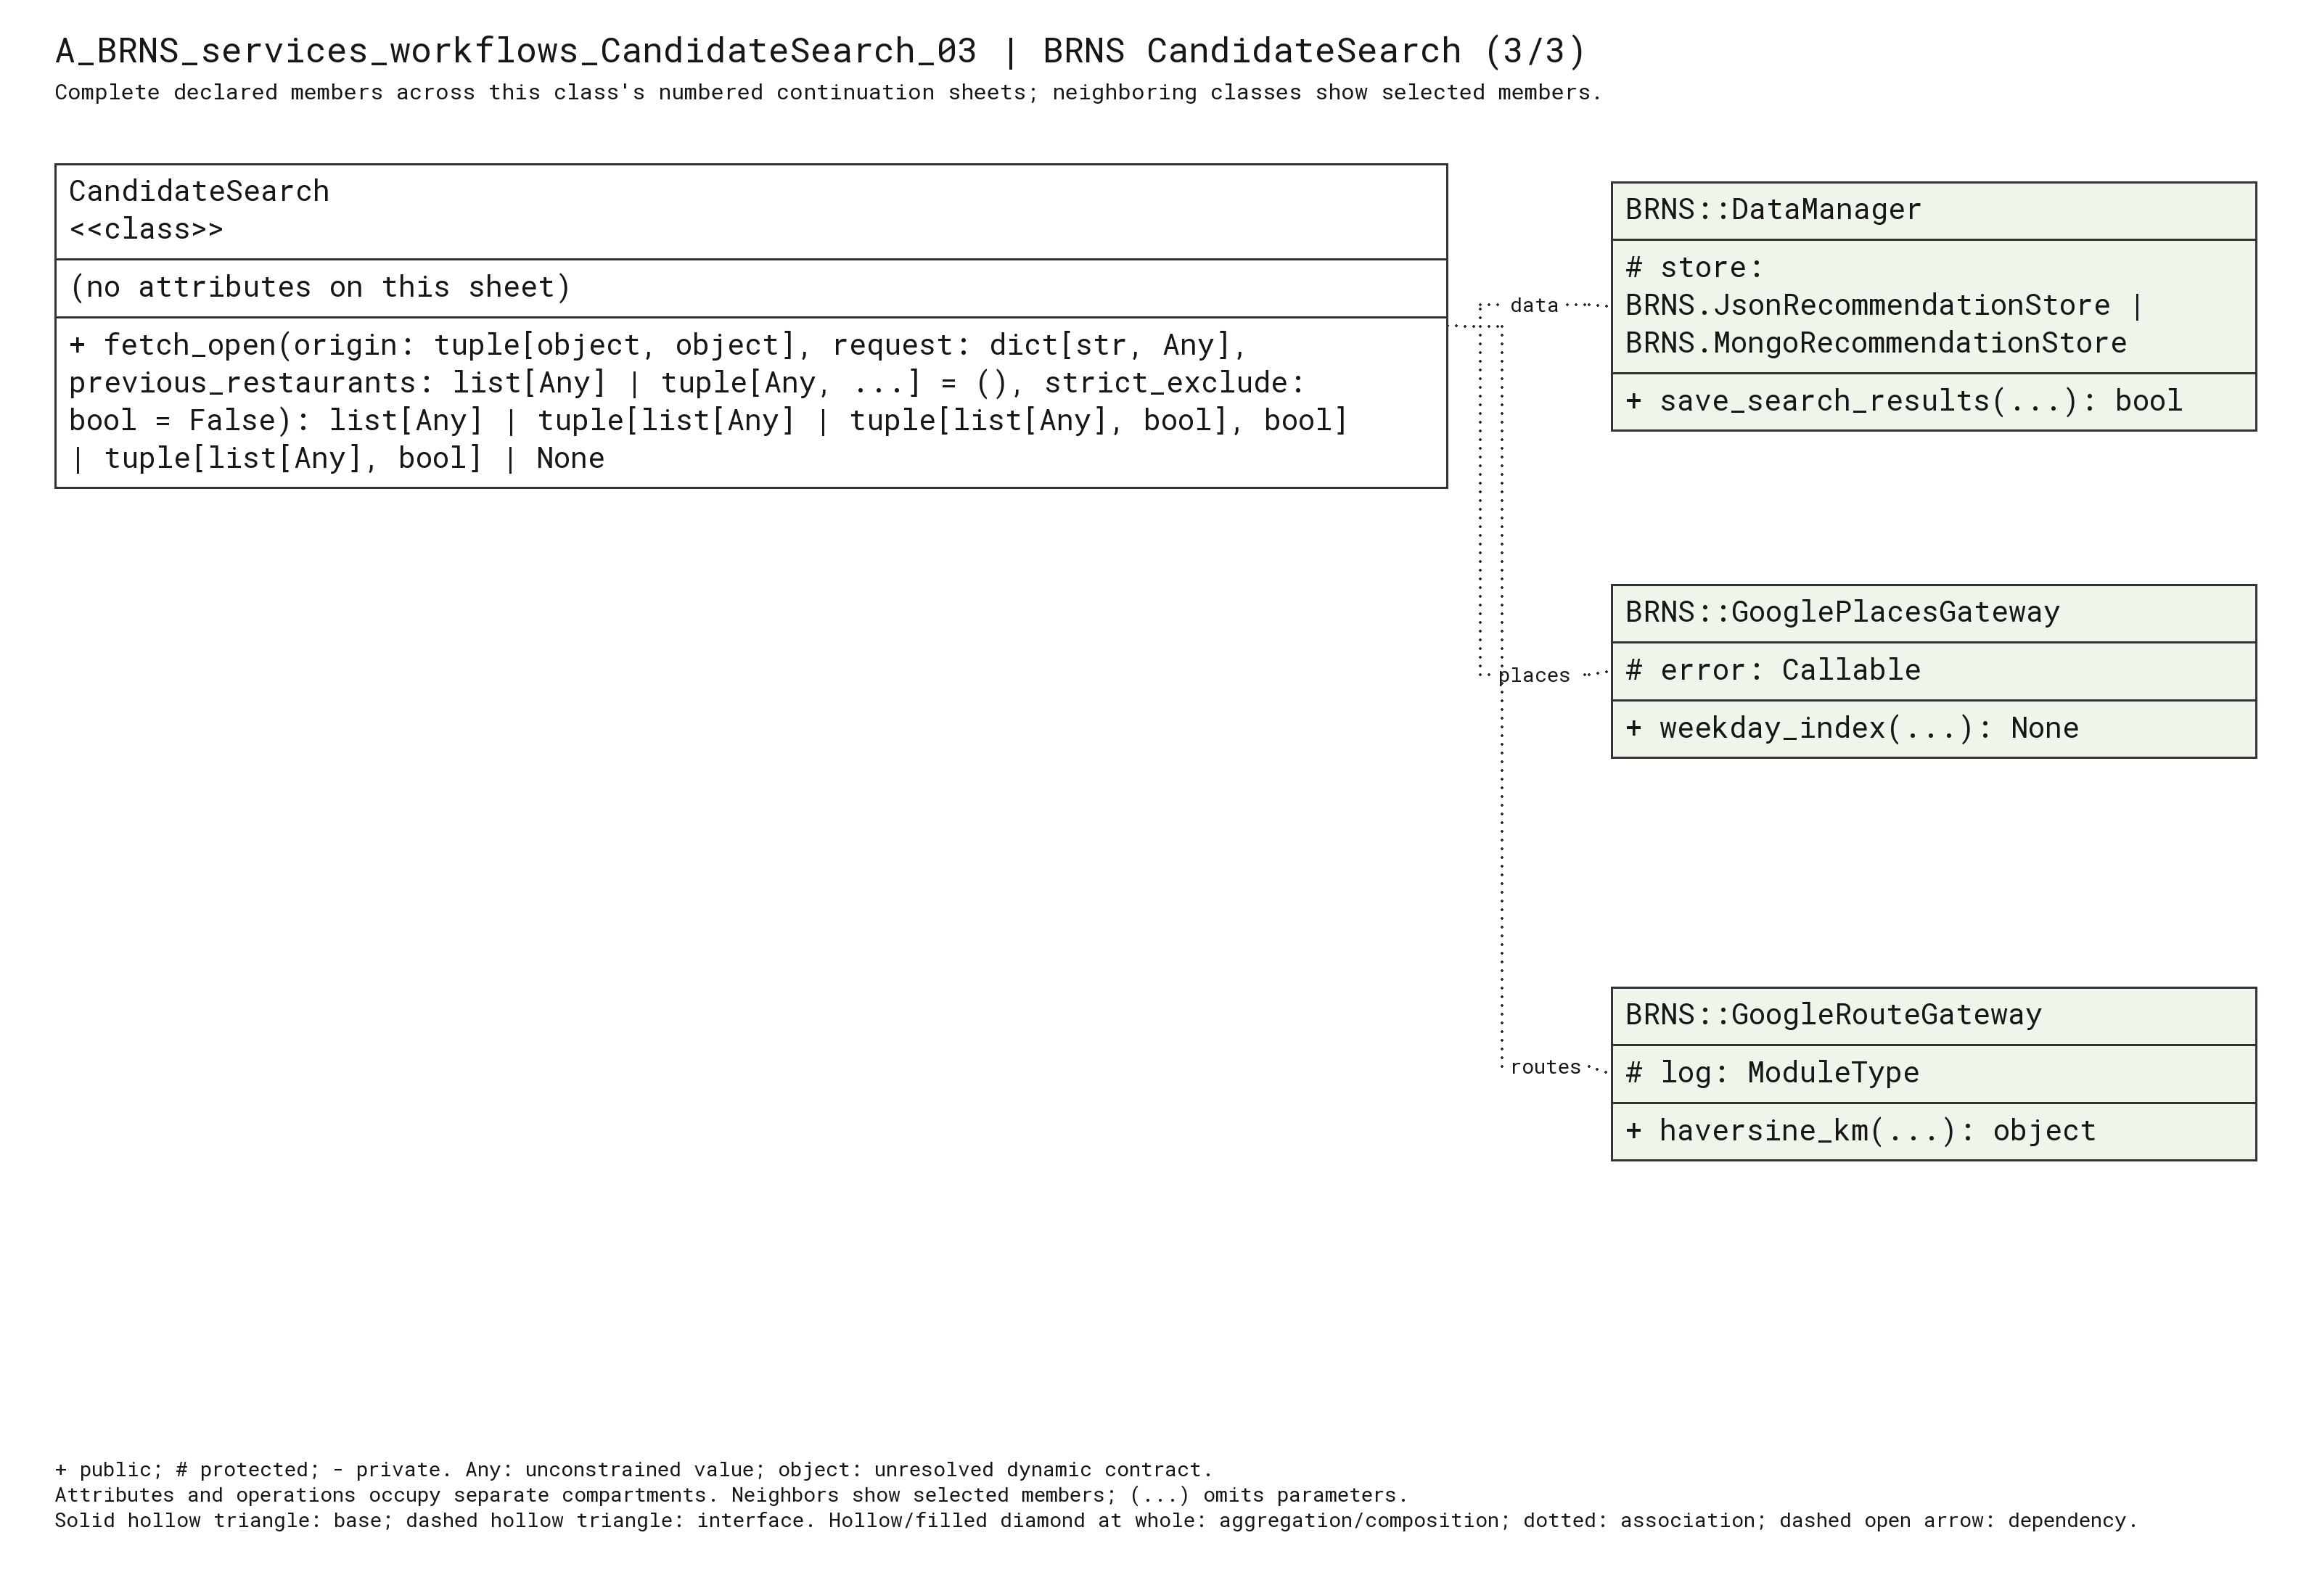 A_BRNS_services_workflows_CandidateSearch_03 | BRNS CandidateSearch (3/3)
Complete declared members across this class's numbered continuation sheets; neighboring classes show selected members.
CandidateSearch
<<class>>
(no attributes on this sheet)
+ fetch_open(origin: tuple[object, object], request: dict[str, Any],
previous_restaurants: list[Any] | tuple[Any, ...] = (), strict_exclude:
bool = False): list[Any] | tuple[list[Any] | tuple[list[Any], bool], bool]
| tuple[list[Any], bool] | None
data
places
routes
BRNS::DataManager
# store:
BRNS.JsonRecommendationStore |
BRNS.MongoRecommendationStore
+ save_search_results(...): bool
BRNS::GooglePlacesGateway
# error: Callable
+ weekday_index(...): None
BRNS::GoogleRouteGateway
# log: ModuleType
+ haversine_km(...): object
+ public; # protected; - private. Any: unconstrained value; object: unresolved dynamic contract.
Attributes and operations occupy separate compartments. Neighbors show selected members; (...) omits parameters.
Solid hollow triangle: base; dashed hollow triangle: interface. Hollow/filled diamond at whole: aggregation/composition; dotted: association; dashed open arrow: dependency.